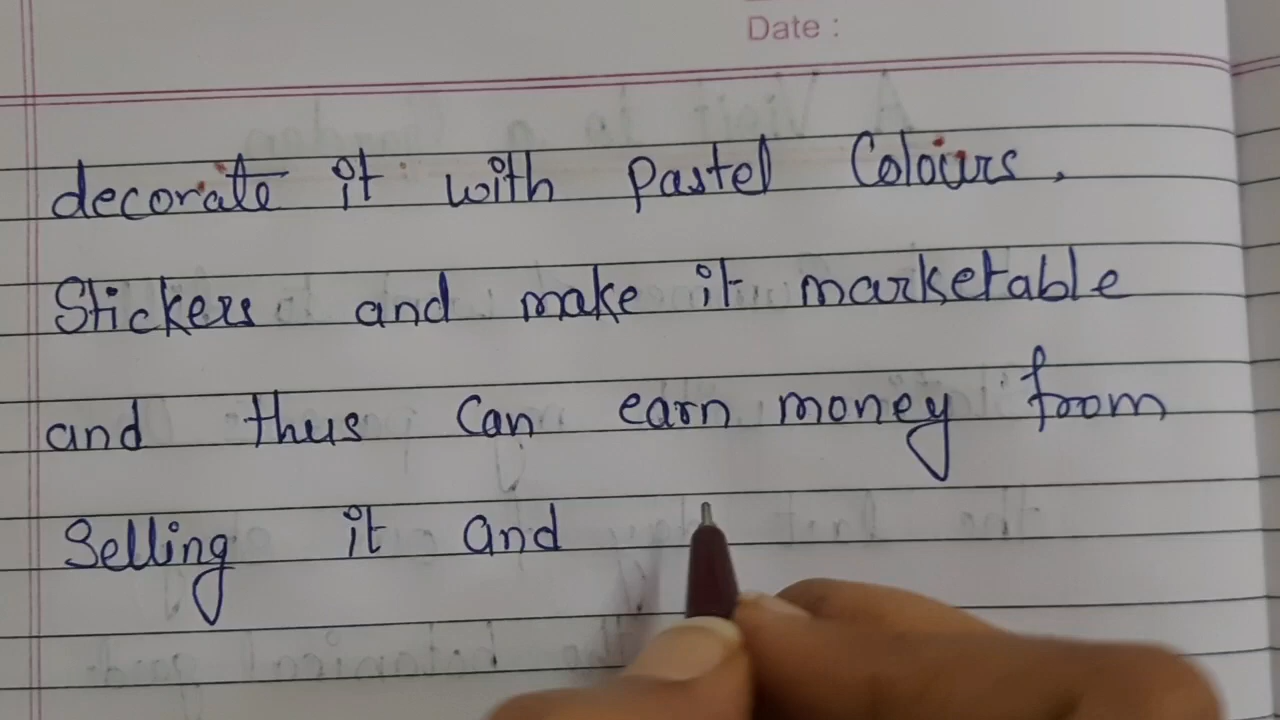 Date :
decorate it with pastel Colours,
Stickers and make it marketable
and thus Can earn money from
Selling it and